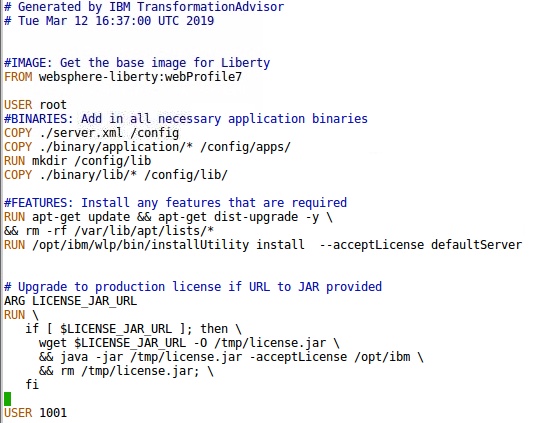 # Generated by IBM TransformationAdvisor
# Tue Mar 12 16:37:00 UTC 2019
#IMAGE: Get the base image for Liberty
FROM websphere-liberty:webProfile7
USER root
#BINARIES: Add in all necessary application binaries
COPY ./server.xml /config
COPY ./binary/application/* /config/apps/
RUN mkdir /config/lib
COPY ./binary/lib/* /config/lib/
#FEATURES: Install any features that are required
RUN apt-get update && apt-get dist-upgrade -y \
&& rm -rf /var/lib/apt/lists/*
RUN /opt/ibm/wlp/bin/installUtility install  --acceptLicense defaultServer
# Upgrade to production license if URL to JAR provided
ARG LICENSE_JAR_URL
RUN \
   if [ $LICENSE_JAR_URL ]; then \
     wget $LICENSE_JAR_URL -O /tmp/license.jar \
     && java -jar /tmp/license.jar -acceptLicense /opt/ibm \
     && rm /tmp/license.jar; \
   fi
USER 1001